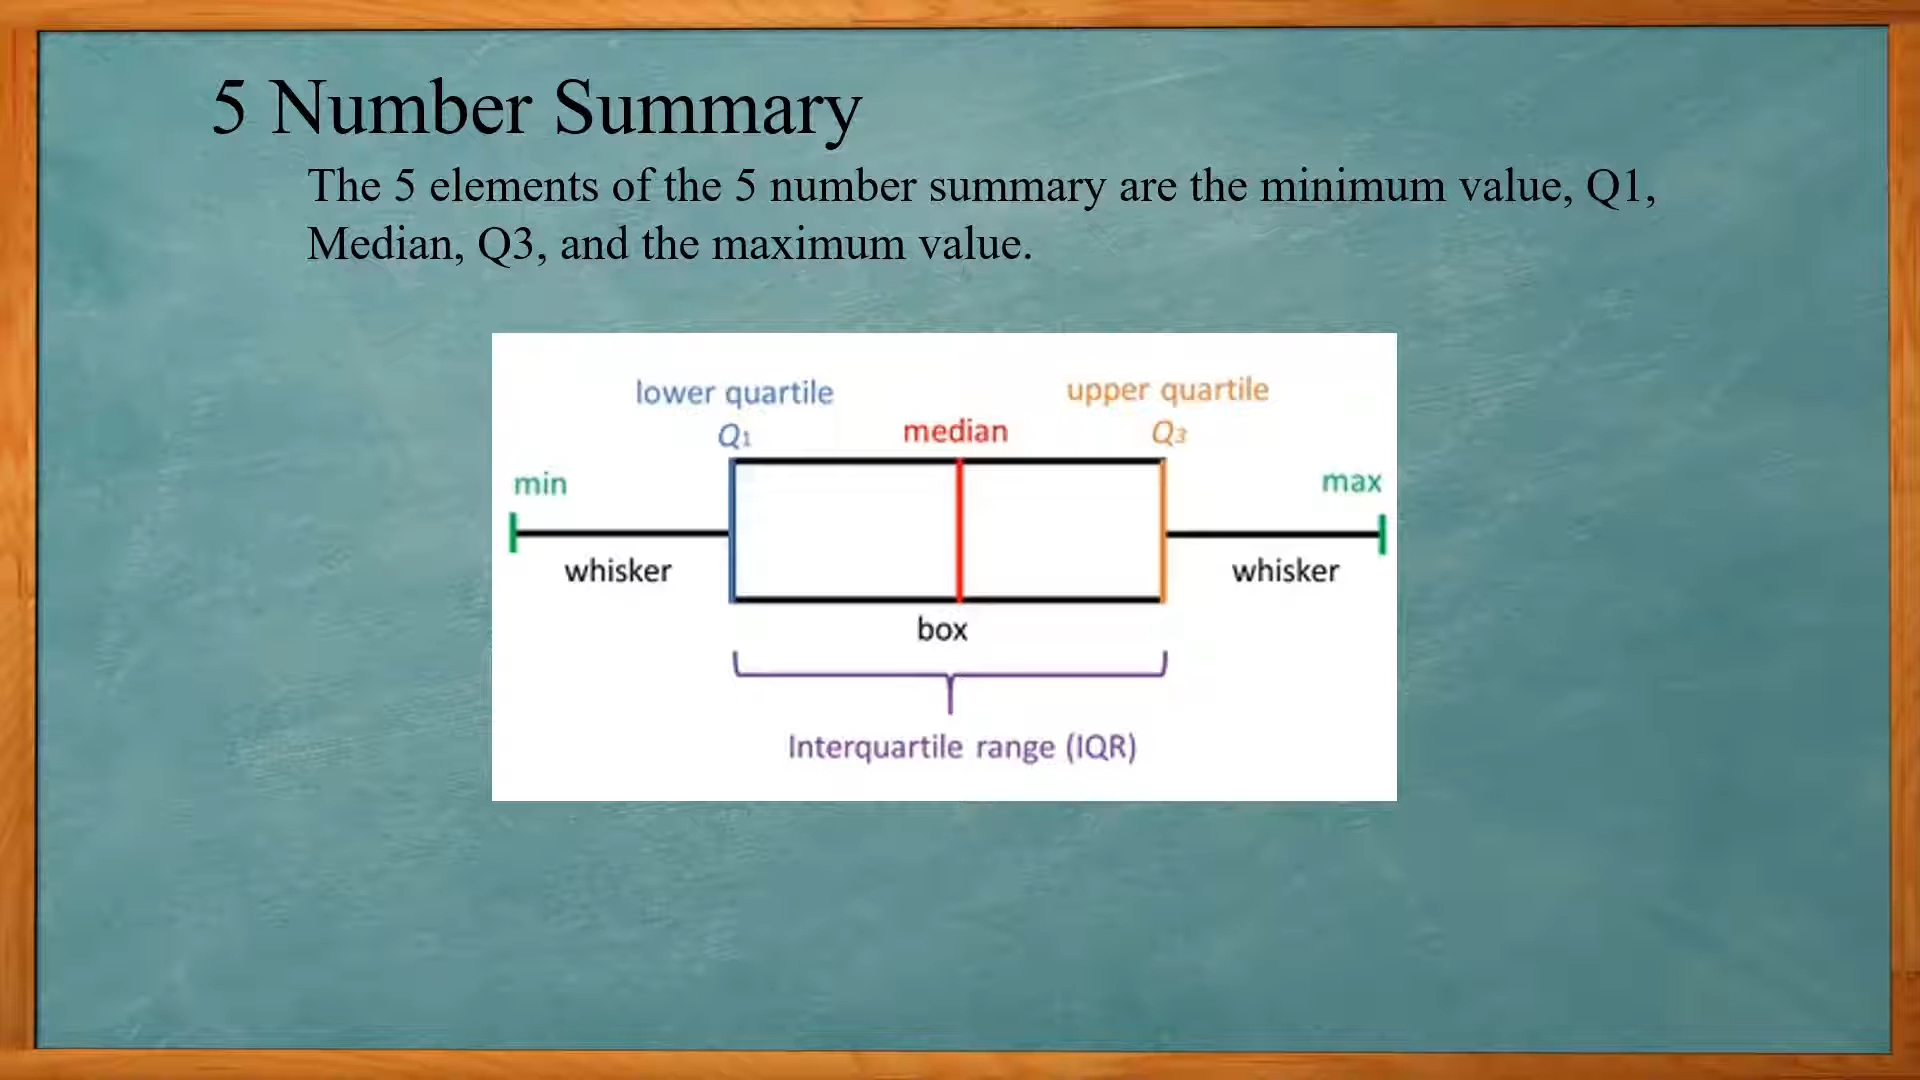 5 Number Summary
The 5 elements of the 5 number summary are the minimum value, Q1,
Median, Q3, and the maximum value.
lower quartile
upper quartile
Q1
median
Q3
min
max
whisker
whisker
box
Interquartile range (IQR)